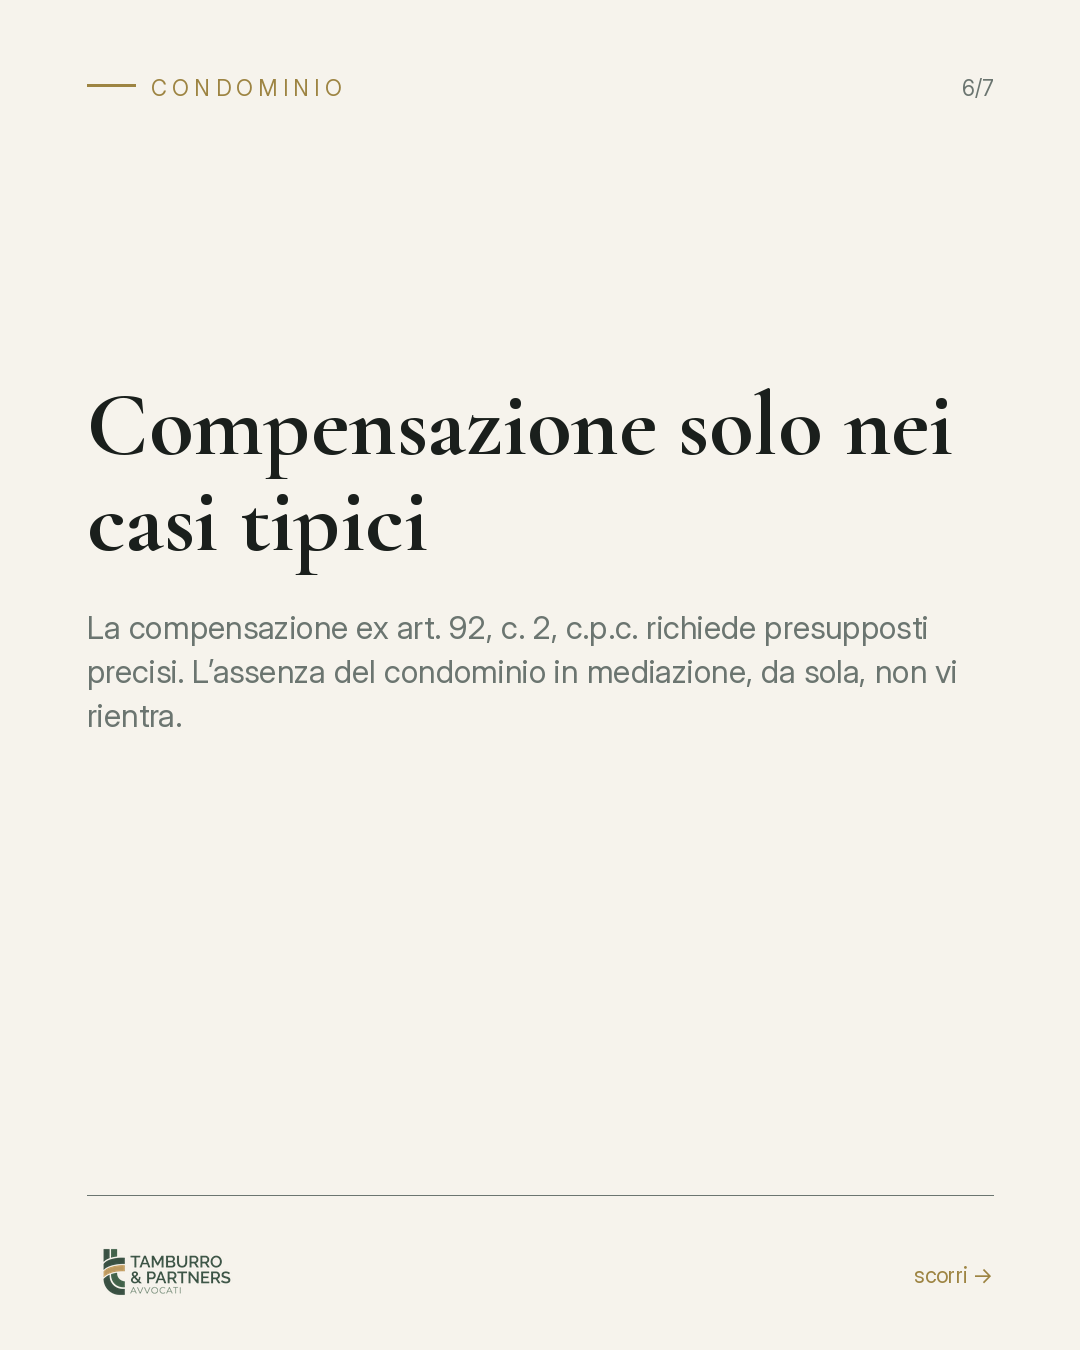 CONDOMINIO
6/7
Compensazione solo nei
casi tipici
La compensazione ex art. 92, c. 2, c.p.c. richiede presupposti
precisi. L’assenza del condominio in mediazione, da sola, non vi
rientra.
TAMBURRO
& PARTNERS
AVVOCATI
scorri →